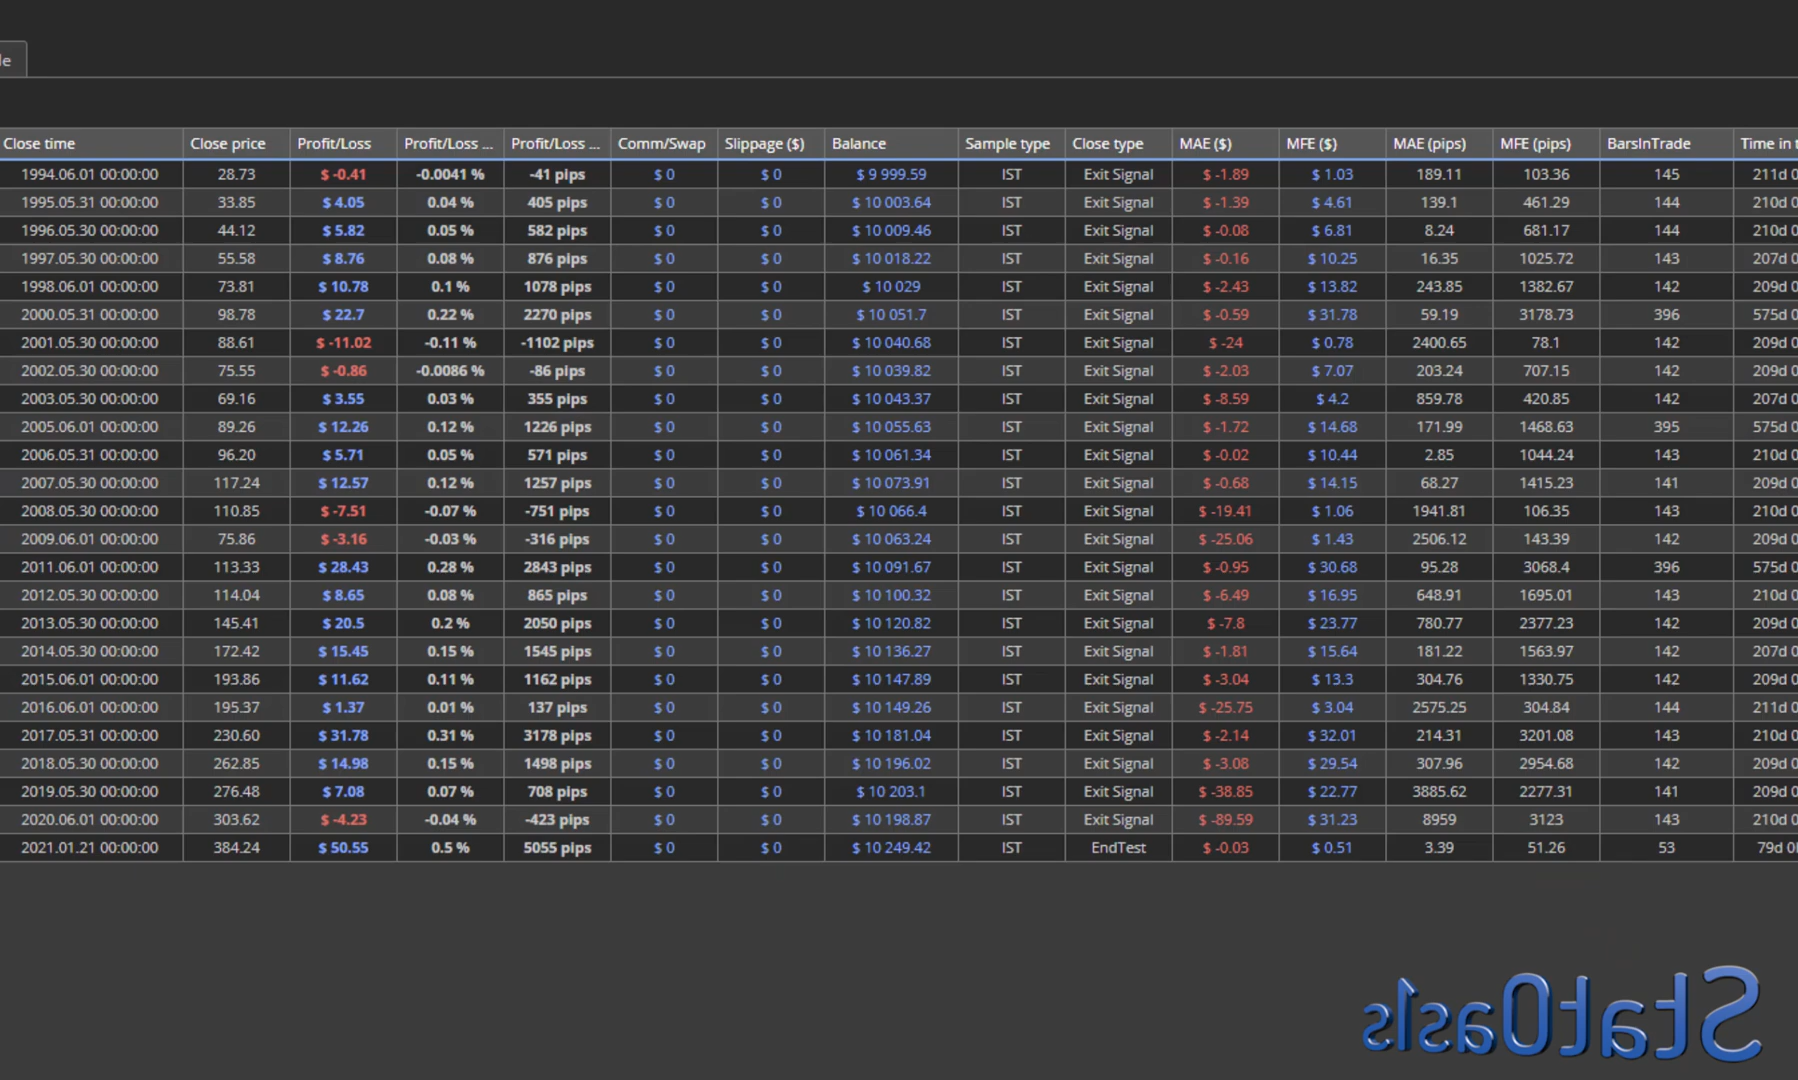 le
Close time Close price Profit/Loss Profit/Loss ... Profit/Loss ... Comm/Swap Slippage ($) Balance Sample type Close type MAE ($) MFE ($) MAE (pips) MFE (pips) BarsInTrade Time in t
1994.06.01 00:00:00 28.73 $ -0.41 -0.0041 % -41 pips $ 0 $ 0 $ 9 999.59 IST Exit Signal $ -1.89 $ 1.03 189.11 103.36 145 211d 0
1995.05.31 00:00:00 33.85 $ 4.05 0.04 % 405 pips $ 0 $ 0 $ 10 003.64 IST Exit Signal $ -1.39 $ 4.61 139.1 461.29 144 210d 0
1996.05.30 00:00:00 44.12 $ 5.82 0.05 % 582 pips $ 0 $ 0 $ 10 009.46 IST Exit Signal $ -0.08 $ 6.81 8.24 681.17 144 210d 0
1997.05.30 00:00:00 55.58 $ 8.76 0.08 % 876 pips $ 0 $ 0 $ 10 018.22 IST Exit Signal $ -0.16 $ 10.25 16.35 1025.72 143 207d 0
1998.06.01 00:00:00 73.81 $ 10.78 0.1 % 1078 pips $ 0 $ 0 $ 10 029 IST Exit Signal $ -2.43 $ 13.82 243.85 1382.67 142 209d 0
2000.05.31 00:00:00 98.78 $ 22.7 0.22 % 2270 pips $ 0 $ 0 $ 10 051.7 IST Exit Signal $ -0.59 $ 31.78 59.19 3178.73 396 575d 0
2001.05.30 00:00:00 88.61 $ -11.02 -0.11 % -1102 pips $ 0 $ 0 $ 10 040.68 IST Exit Signal $ -24 $ 0.78 2400.65 78.1 142 209d 0
2002.05.30 00:00:00 75.55 $ -0.86 -0.0086 % -86 pips $ 0 $ 0 $ 10 039.82 IST Exit Signal $ -2.03 $ 7.07 203.24 707.15 142 209d 0
2003.05.30 00:00:00 69.16 $ 3.55 0.03 % 355 pips $ 0 $ 0 $ 10 043.37 IST Exit Signal $ -8.59 $ 4.2 859.78 420.85 142 207d 0
2005.06.01 00:00:00 89.26 $ 12.26 0.12 % 1226 pips $ 0 $ 0 $ 10 055.63 IST Exit Signal $ -1.72 $ 14.68 171.99 1468.63 395 575d 0
2006.05.31 00:00:00 96.20 $ 5.71 0.05 % 571 pips $ 0 $ 0 $ 10 061.34 IST Exit Signal $ -0.02 $ 10.44 2.85 1044.24 143 210d 0
2007.05.30 00:00:00 117.24 $ 12.57 0.12 % 1257 pips $ 0 $ 0 $ 10 073.91 IST Exit Signal $ -0.68 $ 14.15 68.27 1415.23 141 209d 0
2008.05.30 00:00:00 110.85 $ -7.51 -0.07 % -751 pips $ 0 $ 0 $ 10 066.4 IST Exit Signal $ -19.41 $ 1.06 1941.81 106.35 143 210d 0
2009.06.01 00:00:00 75.86 $ -3.16 -0.03 % -316 pips $ 0 $ 0 $ 10 063.24 IST Exit Signal $ -25.06 $ 1.43 2506.12 143.39 142 209d 0
2011.06.01 00:00:00 113.33 $ 28.43 0.28 % 2843 pips $ 0 $ 0 $ 10 091.67 IST Exit Signal $ -0.95 $ 30.68 95.28 3068.4 396 575d 0
2012.05.30 00:00:00 114.04 $ 8.65 0.08 % 865 pips $ 0 $ 0 $ 10 100.32 IST Exit Signal $ -6.49 $ 16.95 648.91 1695.01 143 210d 0
2013.05.30 00:00:00 145.41 $ 20.5 0.2 % 2050 pips $ 0 $ 0 $ 10 120.82 IST Exit Signal $ -7.8 $ 23.77 780.77 2377.23 142 209d 0
2014.05.30 00:00:00 172.42 $ 15.45 0.15 % 1545 pips $ 0 $ 0 $ 10 136.27 IST Exit Signal $ -1.81 $ 15.64 181.22 1563.97 142 207d 0
2015.06.01 00:00:00 193.86 $ 11.62 0.11 % 1162 pips $ 0 $ 0 $ 10 147.89 IST Exit Signal $ -3.04 $ 13.3 304.76 1330.75 142 209d 0
2016.06.01 00:00:00 195.37 $ 1.37 0.01 % 137 pips $ 0 $ 0 $ 10 149.26 IST Exit Signal $ -25.75 $ 3.04 2575.25 304.84 144 211d 0
2017.05.31 00:00:00 230.60 $ 31.78 0.31 % 3178 pips $ 0 $ 0 $ 10 181.04 IST Exit Signal $ -2.14 $ 32.01 214.31 3201.08 143 210d 0
2018.05.30 00:00:00 262.85 $ 14.98 0.15 % 1498 pips $ 0 $ 0 $ 10 196.02 IST Exit Signal $ -3.08 $ 29.54 307.96 2954.68 142 209d 0
2019.05.30 00:00:00 276.48 $ 7.08 0.07 % 708 pips $ 0 $ 0 $ 10 203.1 IST Exit Signal $ -38.85 $ 22.77 3885.62 2277.31 141 209d 0
2020.06.01 00:00:00 303.62 $ -4.23 -0.04 % -423 pips $ 0 $ 0 $ 10 198.87 IST Exit Signal $ -89.59 $ 31.23 8959 3123 143 210d 0
2021.01.21 00:00:00 384.24 $ 50.55 0.5 % 5055 pips $ 0 $ 0 $ 10 249.42 IST EndTest $ -0.03 $ 0.51 3.39 51.26 53 79d 0
StatOas1s